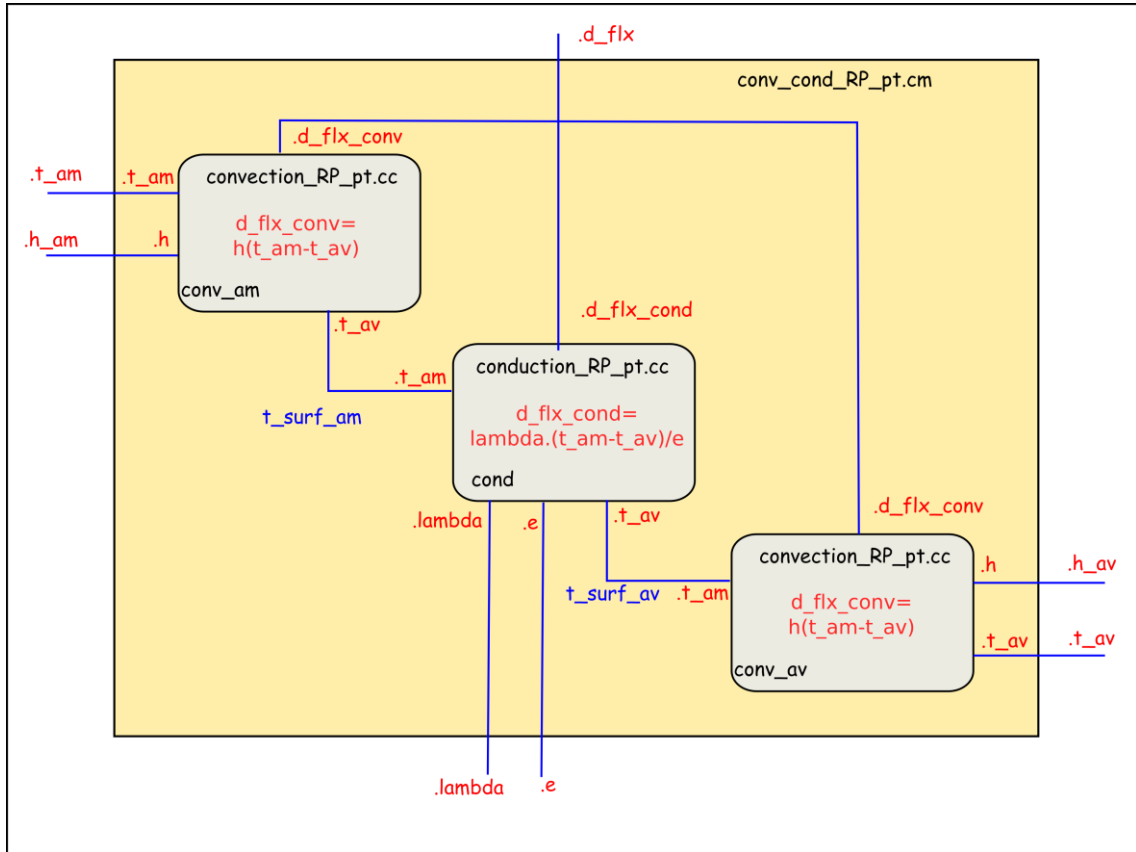 .d_flx
conv_cond_RP_pt.cm
.d_flx_conv
.t_am
.t_am
convection_RP_pt.cc
d_flx_conv=
h(t_am-t_av)
.h_am
.h
conv_am
.t_av
.d_flx_cond
.t_am
t_surf_am
conduction_RP_pt.cc
d_flx_cond=
lambda.(t_am-t_av)/e
cond
.lambda
.e
.t_av
.d_flx_conv
t_surf_av
.t_am
convection_RP_pt.cc
d_flx_conv=
h(t_am-t_av)
conv_av
.h
.h_av
.t_av
.t_av
.lambda
.e